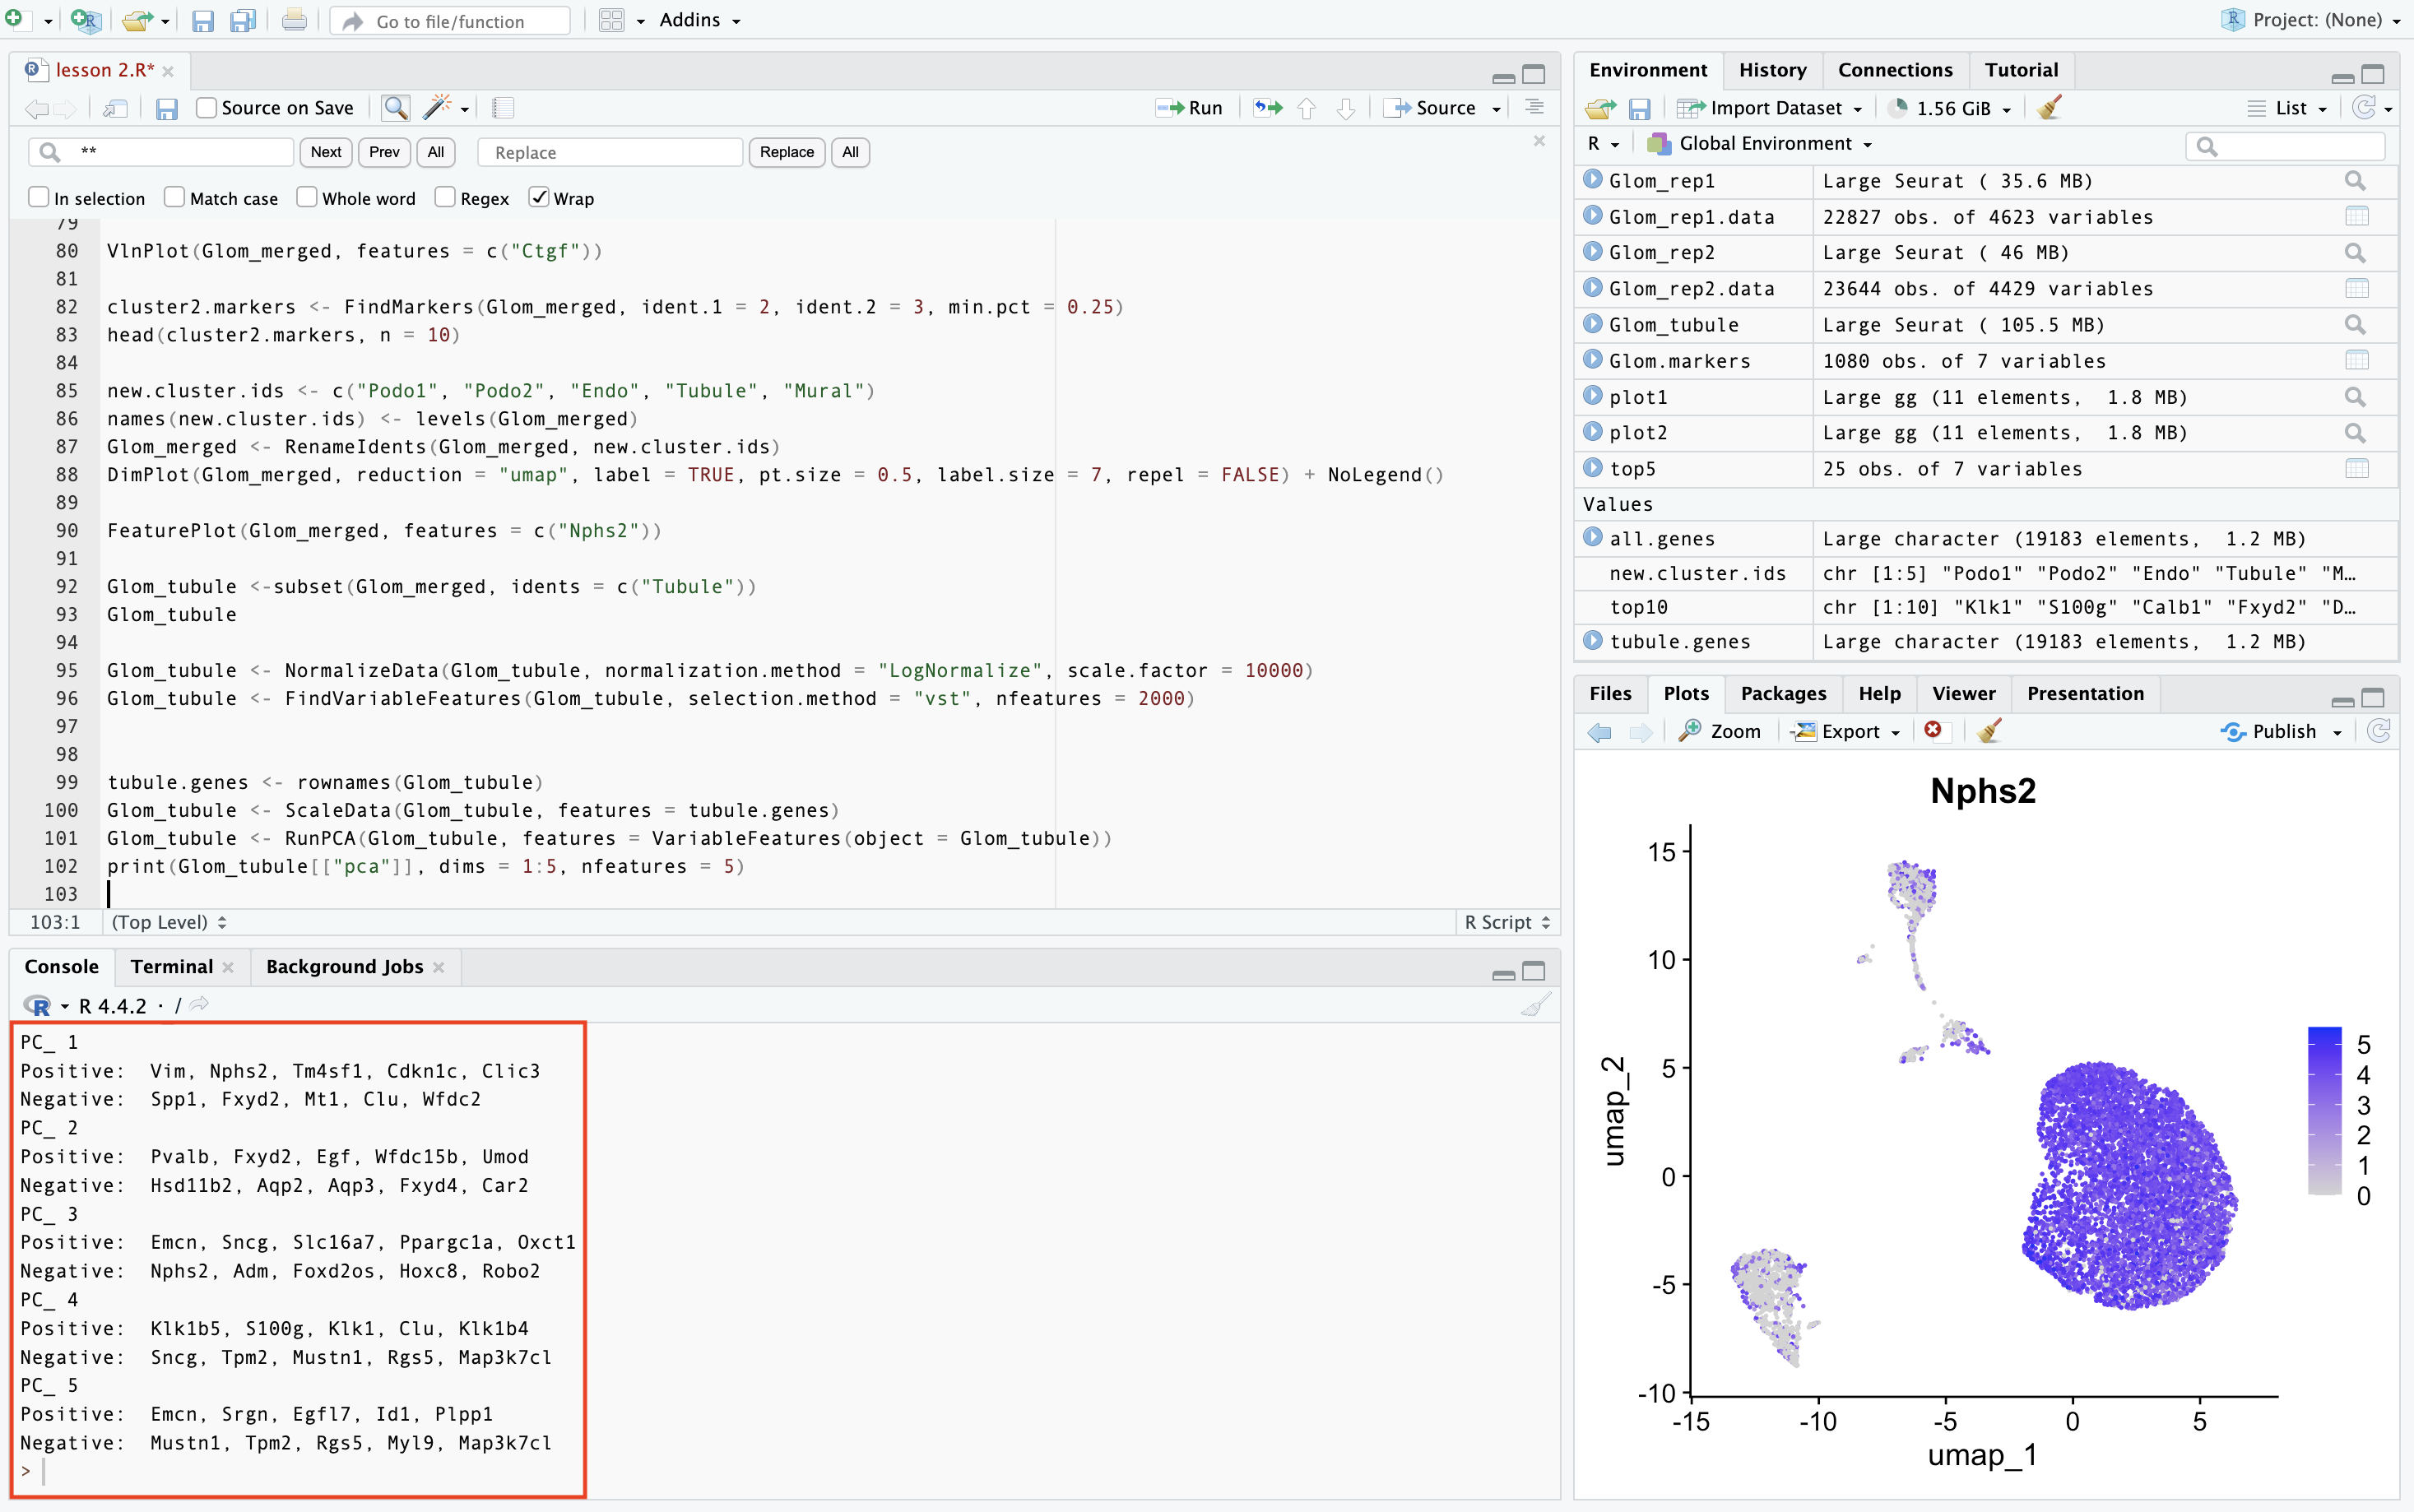 Go to file/function
Addins
Project: (None)
lesson 2.R*
Source on Save
Run
Source
**
Next
Prev
All
Replace
Replace
All
In selection
Match case
Whole word
Regex
Wrap
79
80 VlnPlot(Glom_merged, features = c("Ctgf"))
81
82 cluster2.markers <- FindMarkers(Glom_merged, ident.1 = 2, ident.2 = 3, min.pct = 0.25)
83 head(cluster2.markers, n = 10)
84
85 new.cluster.ids <- c("Podo1", "Podo2", "Endo", "Tubule", "Mural")
86 names(new.cluster.ids) <- levels(Glom_merged)
87 Glom_merged <- RenameIdents(Glom_merged, new.cluster.ids)
88 DimPlot(Glom_merged, reduction = "umap", label = TRUE, pt.size = 0.5, label.size = 7, repel = FALSE) + NoLegend()
89
90 FeaturePlot(Glom_merged, features = c("Nphs2"))
91
92 Glom_tubule <-subset(Glom_merged, idents = c("Tubule"))
93 Glom_tubule
94
95 Glom_tubule <- NormalizeData(Glom_tubule, normalization.method = "LogNormalize", scale.factor = 10000)
96 Glom_tubule <- FindVariableFeatures(Glom_tubule, selection.method = "vst", nfeatures = 2000)
97
98
99 tubule.genes <- rownames(Glom_tubule)
100 Glom_tubule <- ScaleData(Glom_tubule, features = tubule.genes)
101 Glom_tubule <- RunPCA(Glom_tubule, features = VariableFeatures(object = Glom_tubule))
102 print(Glom_tubule[["pca"]], dims = 1:5, nfeatures = 5)
103
103:1 (Top Level) R Script
Console Terminal Background Jobs
R 4.4.2 · /
PC_ 1
Positive: Vim, Nphs2, Tm4sf1, Cdkn1c, Clic3
Negative: Spp1, Fxyd2, Mt1, Clu, Wfdc2
PC_ 2
Positive: Pvalb, Fxyd2, Egf, Wfdc15b, Umod
Negative: Hsd11b2, Aqp2, Aqp3, Fxyd4, Car2
PC_ 3
Positive: Emcn, Sncg, Slc16a7, Ppargc1a, Oxct1
Negative: Nphs2, Adm, Foxd2os, Hoxc8, Robo2
PC_ 4
Positive: Klk1b5, S100g, Klk1, Clu, Klk1b4
Negative: Sncg, Tpm2, Mustn1, Rgs5, Map3k7cl
PC_ 5
Positive: Emcn, Srgn, Egfl7, Id1, Plpp1
Negative: Mustn1, Tpm2, Rgs5, Myl9, Map3k7cl
>
Environment History Connections Tutorial
Import Dataset 1.56 GiB List
R Global Environment
Glom_rep1 Large Seurat ( 35.6 MB)
Glom_rep1.data 22827 obs. of 4623 variables
Glom_rep2 Large Seurat ( 46 MB)
Glom_rep2.data 23644 obs. of 4429 variables
Glom_tubule Large Seurat ( 105.5 MB)
Glom.markers 1080 obs. of 7 variables
plot1 Large gg (11 elements, 1.8 MB)
plot2 Large gg (11 elements, 1.8 MB)
top5 25 obs. of 7 variables
Values
all.genes Large character (19183 elements, 1.2 MB)
new.cluster.ids chr [1:5] "Podo1" "Podo2" "Endo" "Tubule" "M…
top10 chr [1:10] "Klk1" "S100g" "Calb1" "Fxyd2" "D…
tubule.genes Large character (19183 elements, 1.2 MB)
Files Plots Packages Help Viewer Presentation
Zoom Export Publish
Nphs2
15
10
5
0
-5
-10
umap_2
-15 -10 -5 0 5
umap_1
5
4
3
2
1
0